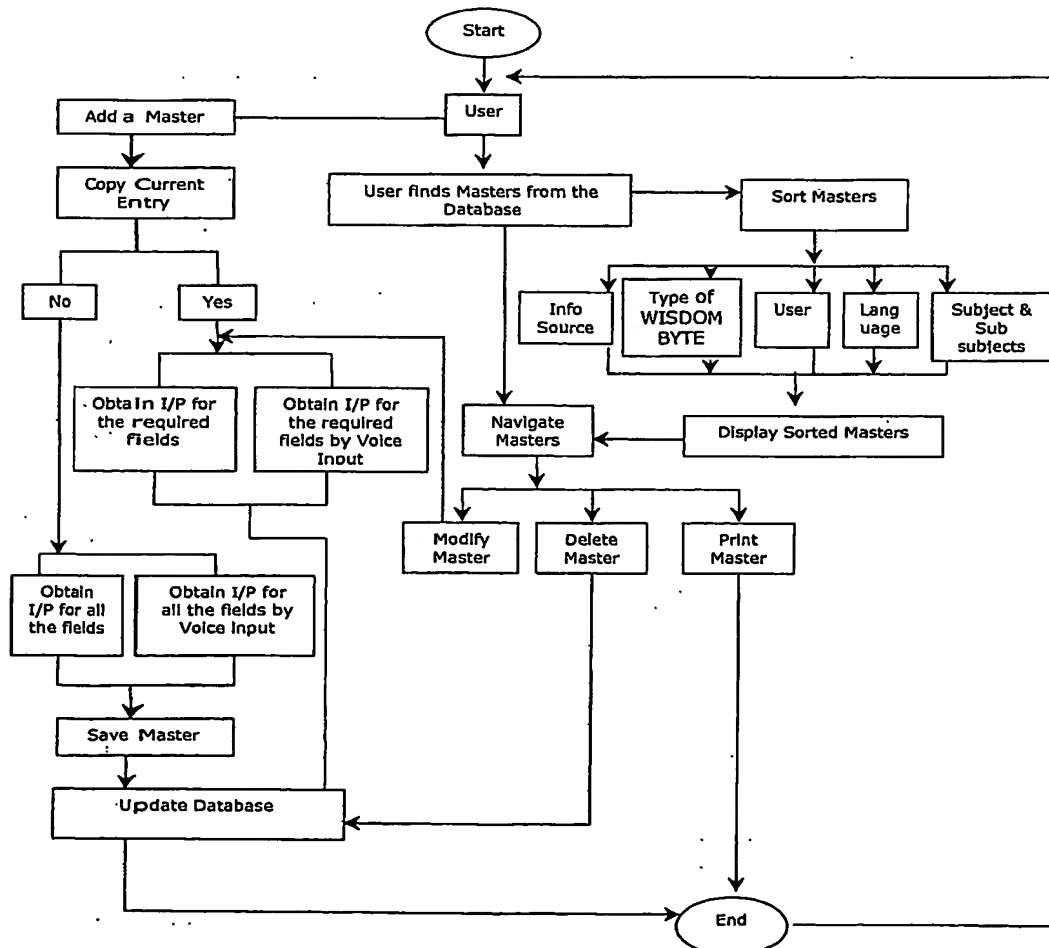 Start
User
Add a Master
Copy Current
Entry
User finds Masters from the
Database
Sort Masters
No
Yes
Info
Source
Type of
WISDOM
BYTE
User
Lang
uage
Subject &
Sub
subjects
Obtain I/P for
the required
fields
Obtain I/P for
the required
fields by Voice
Input
Navigate
Masters
Display Sorted Masters
Modify
Master
Delete
Master
Print
Master
Obtain
I/P for all
the fields
Obtain I/P for
all the fields by
Voice input
Save Master
Update Database
End